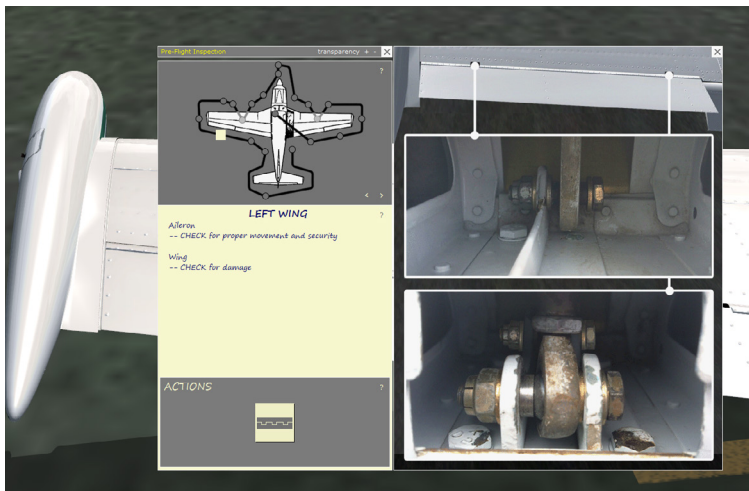 Pre-Flight Inspection
transparency + -
?
< >
LEFT WING
?
Aileron
-- CHECK for proper movement and security
Wing
-- CHECK for damage
ACTIONS
?